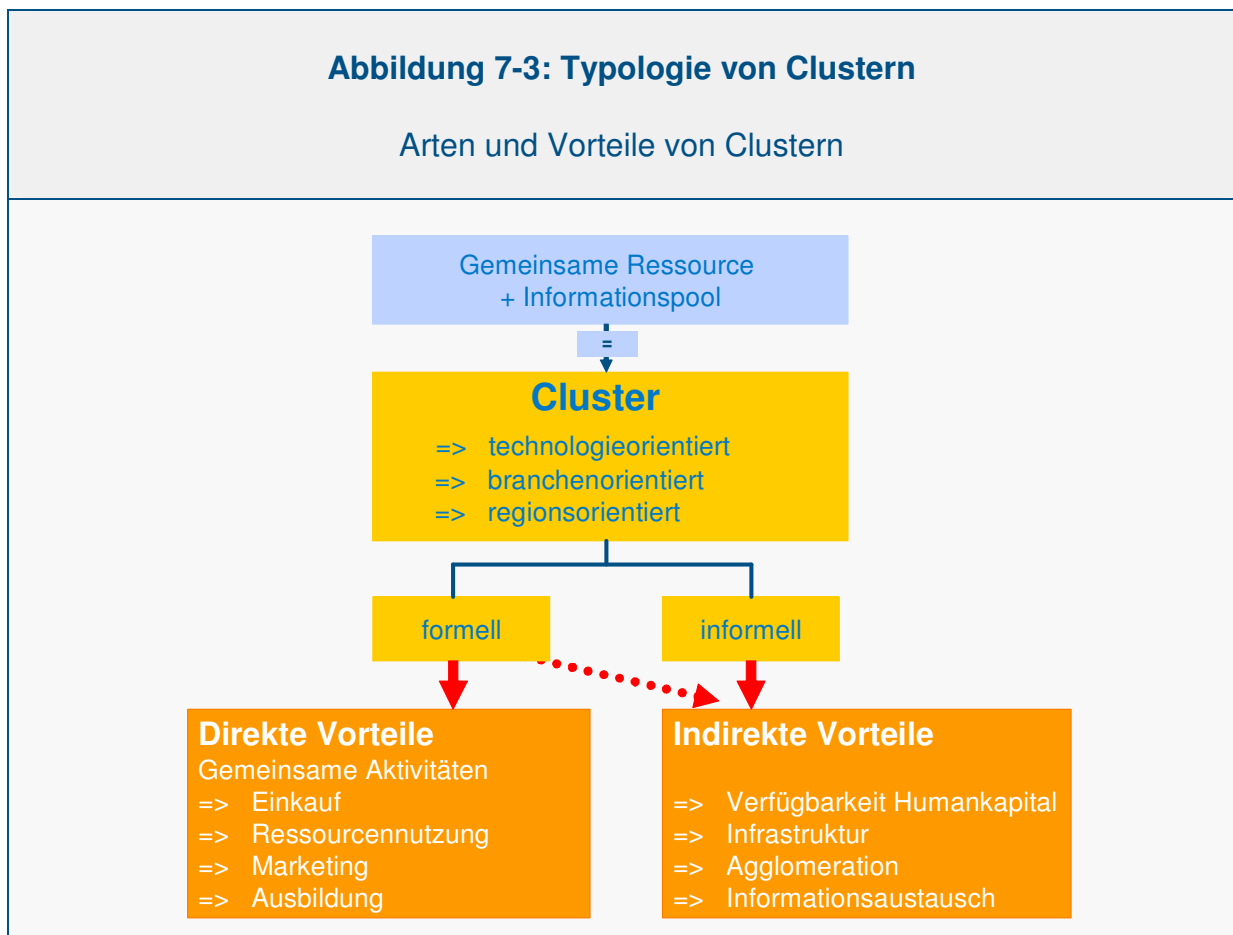 Abbildung 7-3: Typologie von Clustern
Arten und Vorteile von Clustern
Gemeinsame Ressource
+ Informationspool
=
Cluster
=> technologieorientiert
=> branchenorientiert
=> regionsorientiert
formell
informell
Direkte Vorteile
Gemeinsame Aktivitäten
=> Einkauf
=> Ressourcennutzung
=> Marketing
=> Ausbildung
Indirekte Vorteile
=> Verfügbarkeit Humankapital
=> Infrastruktur
=> Agglomeration
=> Informationsaustausch